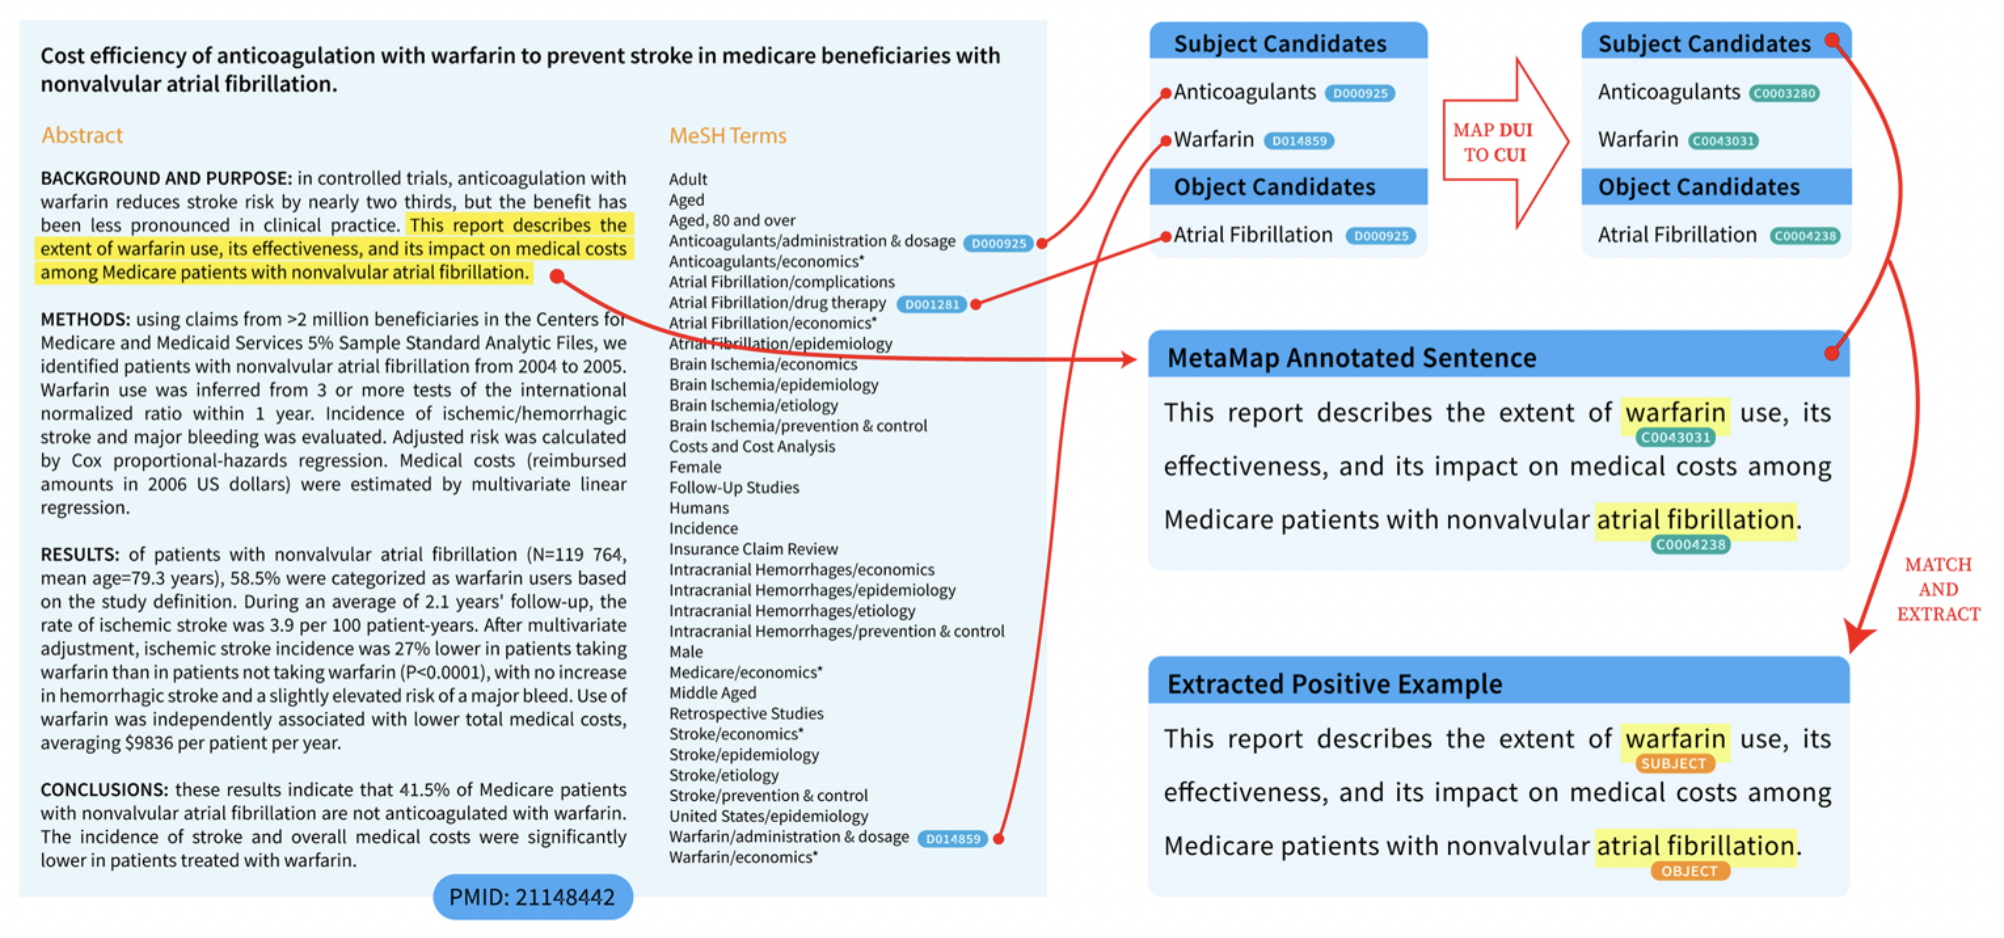 Cost efficiency of anticoagulation with warfarin to prevent stroke in medicare beneficiaries with
nonvalvular atrial fibrillation.
Abstract
BACKGROUND AND PURPOSE: in controlled trials, anticoagulation with
warfarin reduces stroke risk by nearly two thirds, but the benefit has
been less pronounced in clinical practice. This report describes the
extent of warfarin use, its effectiveness, and its impact on medical costs
among Medicare patients with nonvalvular atrial fibrillation.
METHODS: using claims from >2 million beneficiaries in the Centers for
Medicare and Medicaid Services 5% Sample Standard Analytic Files, we
identified patients with nonvalvular atrial fibrillation from 2004 to 2005.
Warfarin use was inferred from 3 or more tests of the international
normalized ratio within 1 year. Incidence of ischemic/hemorrhagic
stroke and major bleeding was evaluated. Adjusted risk was calculated
by Cox proportional-hazards regression. Medical costs (reimbursed
amounts in 2006 US dollars) were estimated by multivariate linear
regression.
RESULTS: of patients with nonvalvular atrial fibrillation (N=119 764,
mean age=79.3 years), 58.5% were categorized as warfarin users based
on the study definition. During an average of 2.1 years' follow-up, the
rate of ischemic stroke was 3.9 per 100 patient-years. After multivariate
adjustment, ischemic stroke incidence was 27% lower in patients taking
warfarin than in patients not taking warfarin (P<0.0001), with no increase
in hemorrhagic stroke and a slightly elevated risk of a major bleed. Use of
warfarin was independently associated with lower total medical costs,
averaging $9836 per patient per year.
CONCLUSIONS: these results indicate that 41.5% of Medicare patients
with nonvalvular atrial fibrillation are not anticoagulated with warfarin.
The incidence of stroke and overall medical costs were significantly
lower in patients treated with warfarin.
PMID: 21148442
MeSH Terms
Adult
Aged
Aged, 80 and over
Anticoagulants/administration & dosage D000925
Anticoagulants/economics*
Atrial Fibrillation/complications
Atrial Fibrillation/drug therapy D001281
Atrial Fibrillation/economics*
Atrial Fibrillation/epidemiology
Brain Ischemia/economics
Brain Ischemia/epidemiology
Brain Ischemia/etiology
Brain Ischemia/prevention & control
Costs and Cost Analysis
Female
Follow-Up Studies
Humans
Incidence
Insurance Claim Review
Intracranial Hemorrhages/economics
Intracranial Hemorrhages/epidemiology
Intracranial Hemorrhages/etiology
Intracranial Hemorrhages/prevention & control
Male
Medicare/economics*
Middle Aged
Retrospective Studies
Stroke/economics*
Stroke/epidemiology
Stroke/etiology
Stroke/prevention & control
United States/epidemiology
Warfarin/administration & dosage D014859
Warfarin/economics*
Subject Candidates
Anticoagulants D000925
Warfarin D014859
Object Candidates
Atrial Fibrillation D000925
MAP DUI
TO CUI
Subject Candidates
Anticoagulants C0003280
Warfarin C0043031
Object Candidates
Atrial Fibrillation C0004238
MetaMap Annotated Sentence
This report describes the extent of warfarin use, its
C0043031
effectiveness, and its impact on medical costs among
Medicare patients with nonvalvular atrial fibrillation.
C0004238
MATCH
AND
EXTRACT
Extracted Positive Example
This report describes the extent of warfarin use, its
SUBJECT
effectiveness, and its impact on medical costs among
Medicare patients with nonvalvular atrial fibrillation.
OBJECT